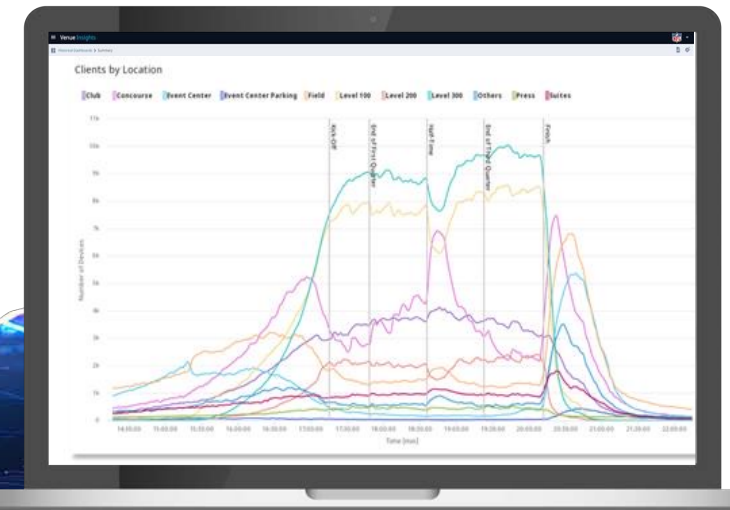 Venue Insights
Clients by Location
Club Concourse Event Center Event Center Parking Field Level 100 Level 200 Level 300 Others Press Suites
Kick-Off
End of First Quarter
Half-Time
End of Third Quarter
Finish
11k
10k
9k
8k
7k
6k
5k
4k
3k
2k
1k
0
Number of Devices
14:30:00 15:00:00 15:30:00 16:00:00 16:30:00 17:00:00 17:30:00 18:00:00 18:30:00 19:00:00 19:30:00 20:00:00 20:30:00 21:00:00 21:30:00 22:00:00